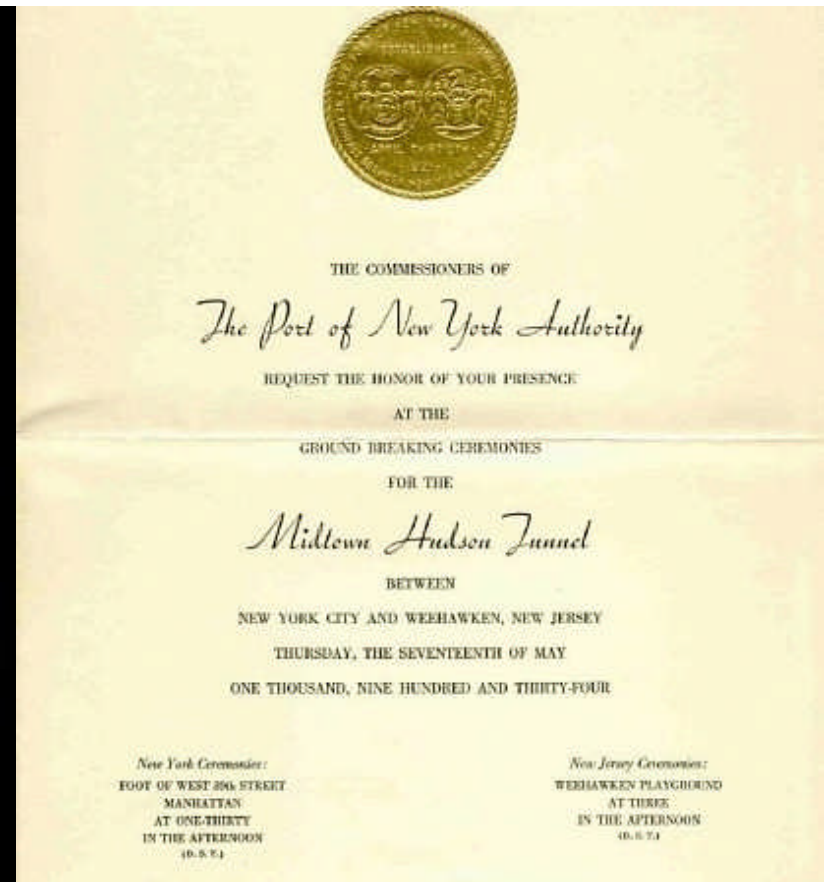 ESTABLISHED
THE COMMISSIONERS OF
The Port of New York Authority
REQUEST THE HONOR OF YOUR PRESENCE
AT THE
GROUND BREAKING CEREMONIES
FOR THE
Midtown Hudson Tunnel
BETWEEN
NEW YORK CITY AND WEEHAWKEN, NEW JERSEY
THURSDAY, THE SEVENTEENTH OF MAY
ONE THOUSAND, NINE HUNDRED AND THIRTY-FOUR
New York Ceremonies:
FOOT OF WEST 39th STREET
MANHATTAN
AT ONE-THIRTY
IN THE AFTERNOON
(D. S. T.)
New Jersey Ceremonies:
WEEHAWKEN PLAYGROUND
AT THREE
IN THE AFTERNOON
(D. S. T.)